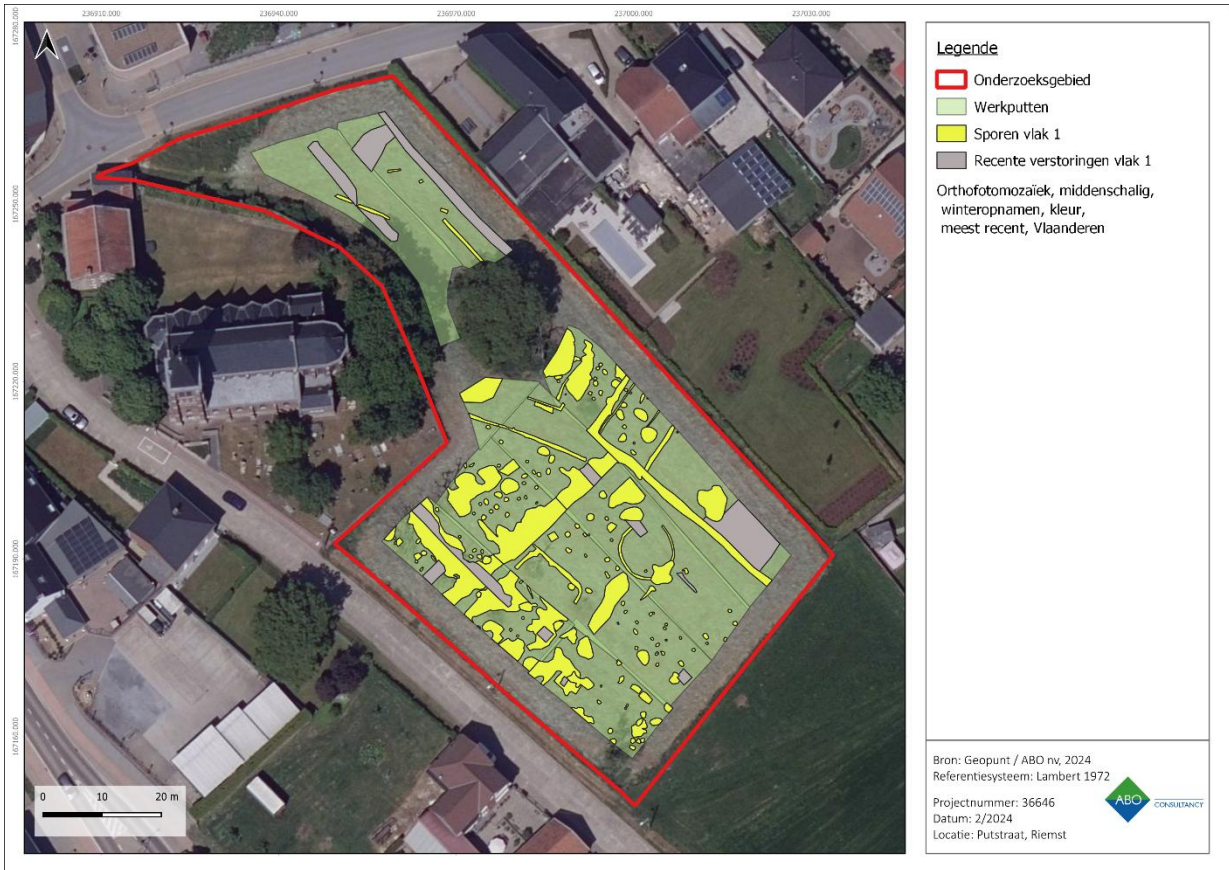 236910.000 236940.000 236970.000 237000.000 237030.000
167280.000
167250.000
167220.000
167190.000
167160.000
0 10 20 m
Legende
Onderzoeksgebied
Werkputten
Sporen vlak 1
Recente verstoringen vlak 1
Orthofotomozaïek, middenschalig,
winteropnamen, kleur,
meest recent, Vlaanderen
Bron: Geopunt / ABO nv, 2024
Referentiesysteem: Lambert 1972
Projectnummer: 36646
Datum: 2/2024
Locatie: Putstraat, Riemst
ABO CONSULTANCY